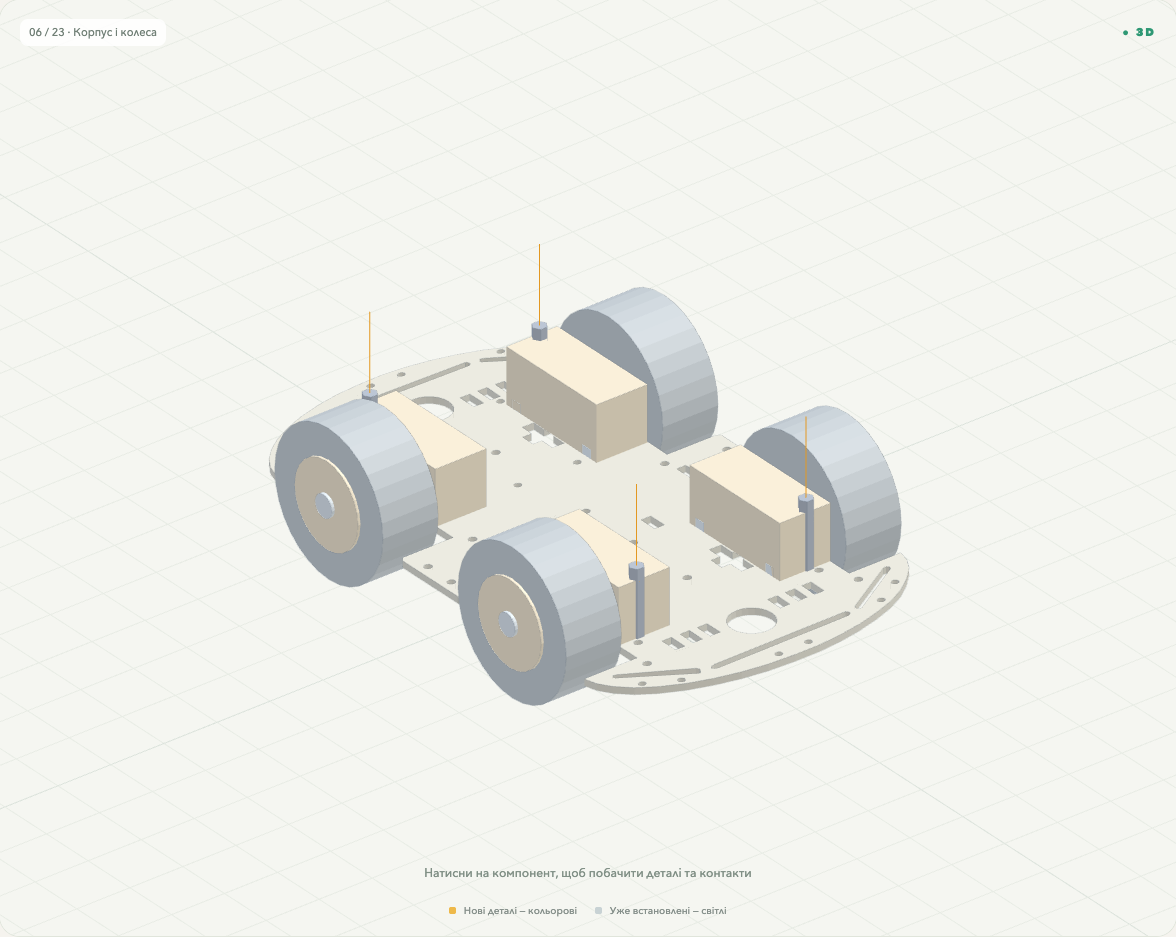 06 / 23 · Корпус і колеса
• 3D
Натисни на компонент, щоб побачити деталі та контакти
Нові деталі – кольорові
Уже встановлені – світлі